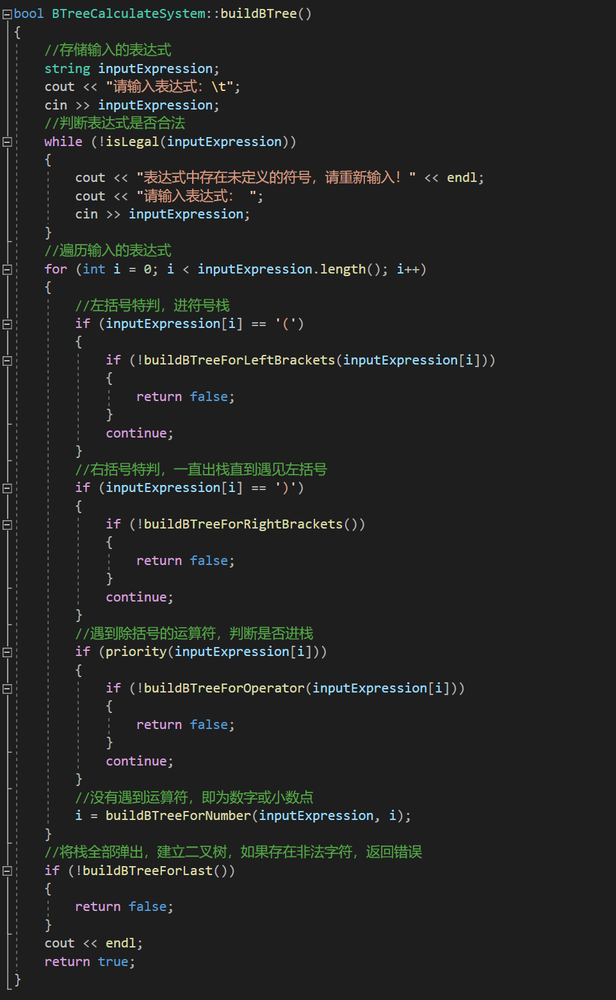 bool BTreeCalculateSystem::buildBTree()
{
    //存储输入的表达式
    string inputExpression;
    cout << "请输入表达式：\t";
    cin >> inputExpression;
    //判断表达式是否合法
    while (!isLegal(inputExpression))
    {
        cout << "表达式中存在未定义的符号，请重新输入！" << endl;
        cout << "请输入表达式： ";
        cin >> inputExpression;
    }
    //遍历输入的表达式
    for (int i = 0; i < inputExpression.length(); i++)
    {
        //左括号特判，进符号栈
        if (inputExpression[i] == '(')
        {
            if (!buildBTreeForLeftBrackets(inputExpression[i]))
            {
                return false;
            }
            continue;
        }
        //右括号特判，一直出栈直到遇见左括号
        if (inputExpression[i] == ')')
        {
            if (!buildBTreeForRightBrackets())
            {
                return false;
            }
            continue;
        }
        //遇到除括号的运算符，判断是否进栈
        if (priority(inputExpression[i]))
        {
            if (!buildBTreeForOperator(inputExpression[i]))
            {
                return false;
            }
            continue;
        }
        //没有遇到运算符，即为数字或小数点
        i = buildBTreeForNumber(inputExpression, i);
    }
    //将栈全部弹出，建立二叉树，如果存在非法字符，返回错误
    if (!buildBTreeForLast())
    {
        return false;
    }
    cout << endl;
    return true;
}